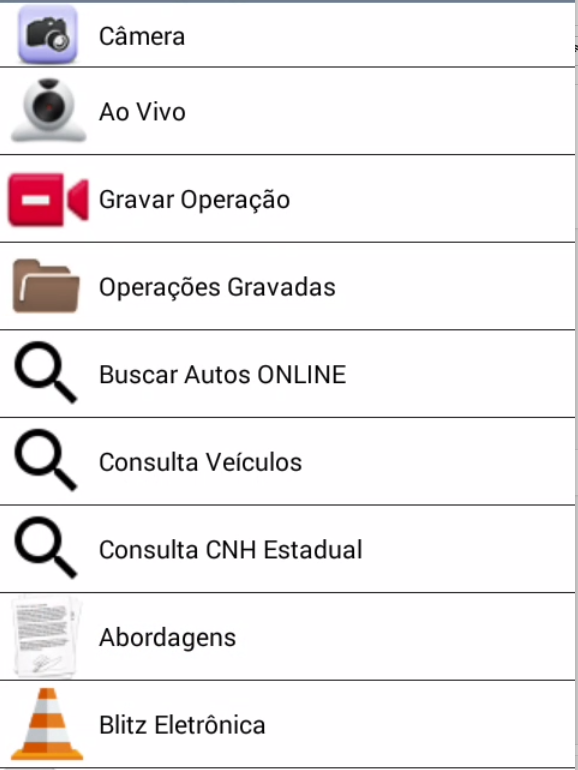 Câmera
Ao Vivo
Gravar Operação
Operações Gravadas
Buscar Autos ONLINE
Consulta Veículos
Consulta CNH Estadual
Abordagens
Blitz Eletrônica